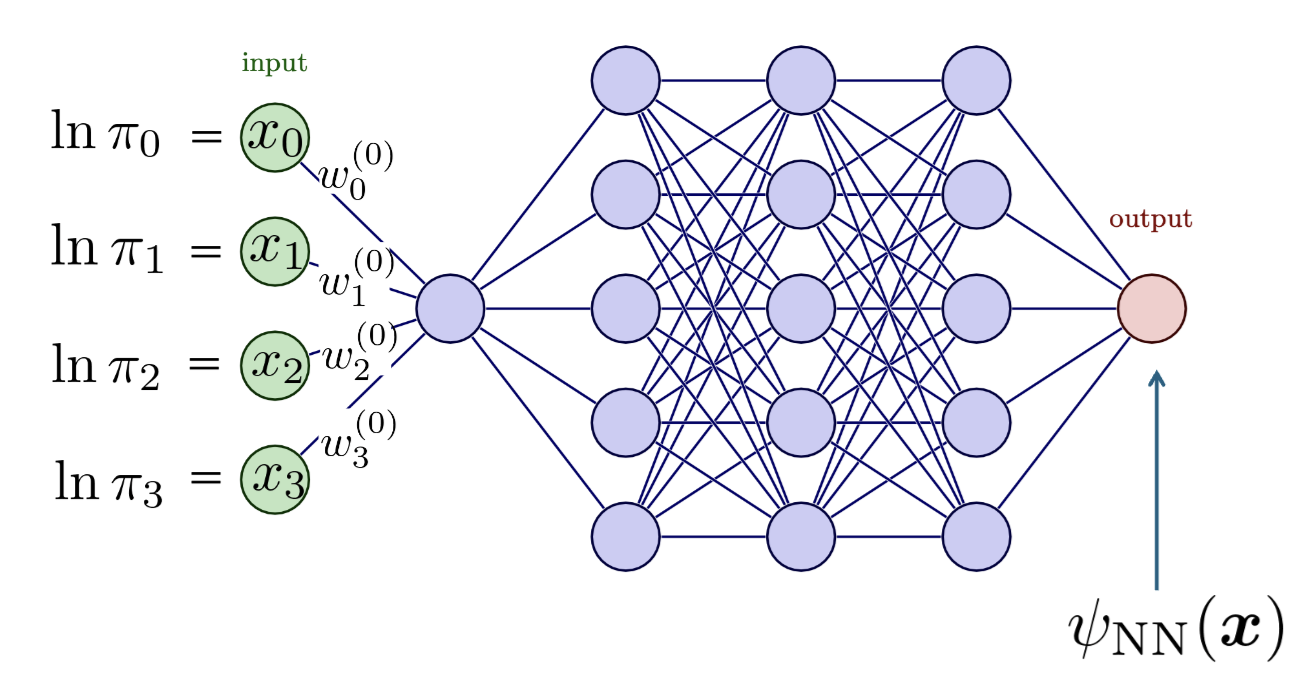 input
ln π₀ = x₀
w₀⁽⁰⁾
ln π₁ = x₁
w₁⁽⁰⁾
output
ln π₂ = x₂
w₂⁽⁰⁾
ln π₃ = x₃
w₃⁽⁰⁾
ψ_NN(𝒙)